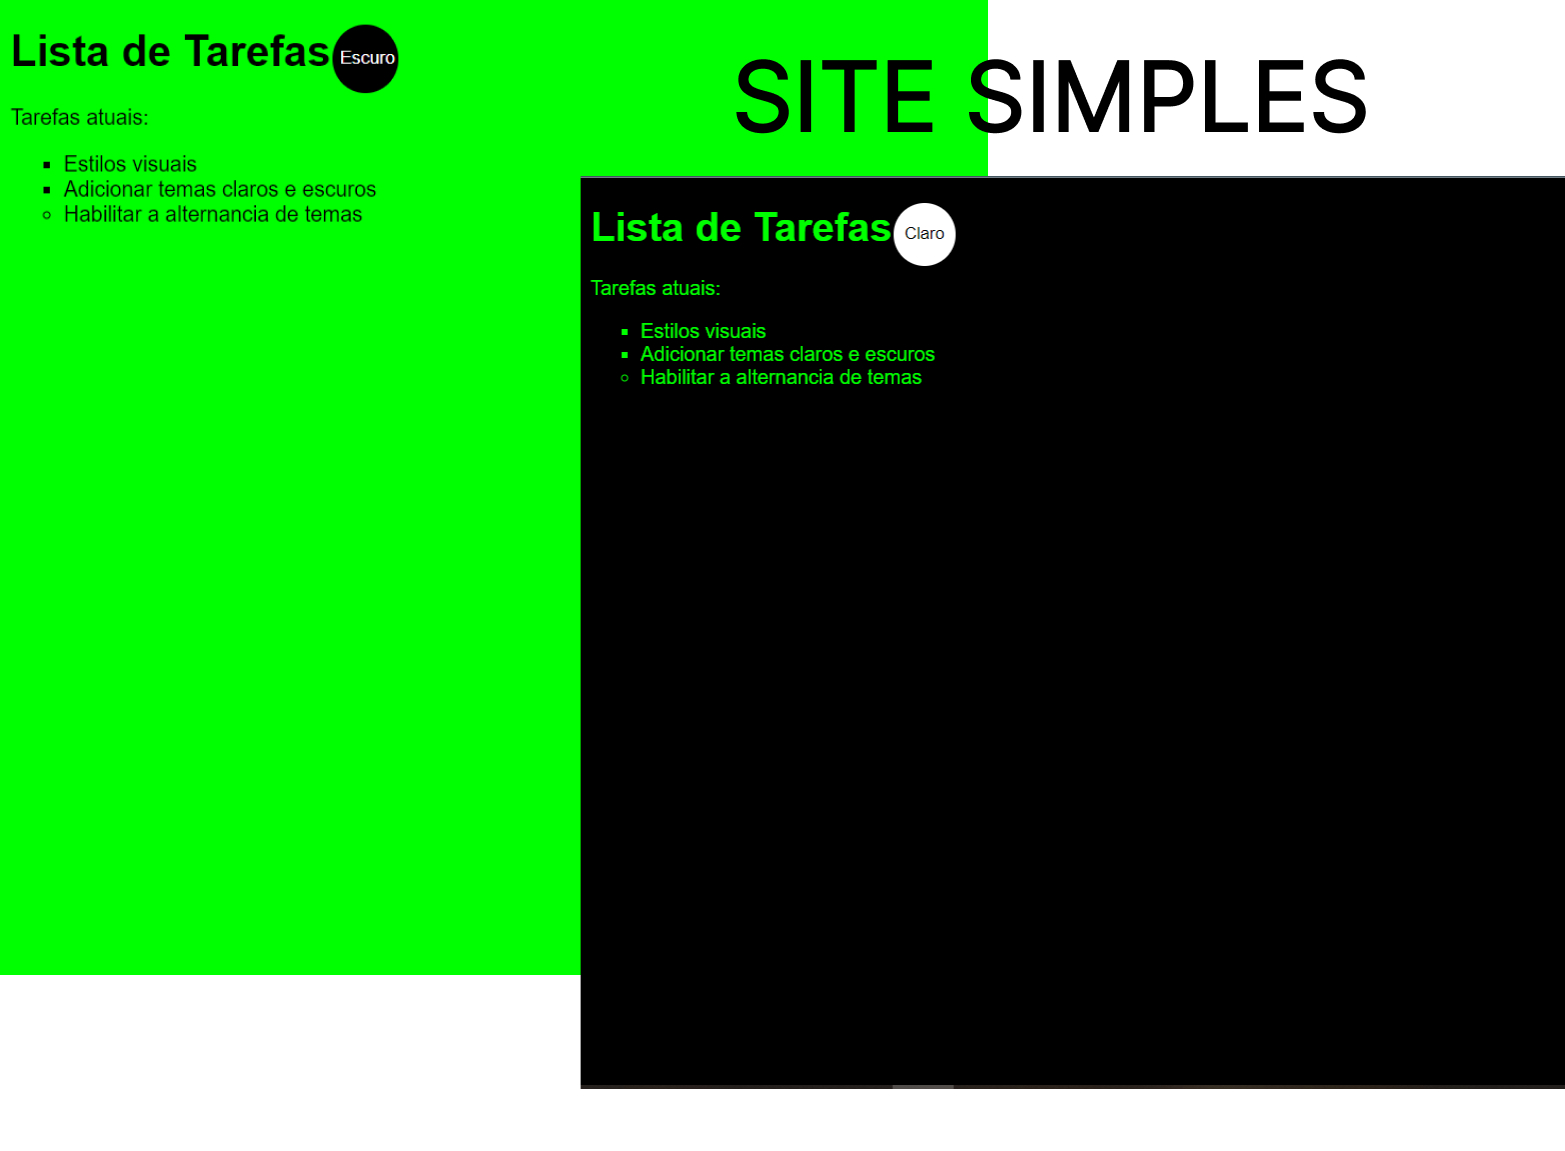 Lista de Tarefas Escuro
Tarefas atuais:
Estilos visuais
Adicionar temas claros e escuros
Habilitar a alternancia de temas
SITE SIMPLES
Lista de Tarefas Claro
Tarefas atuais:
Estilos visuais
Adicionar temas claros e escuros
Habilitar a alternancia de temas